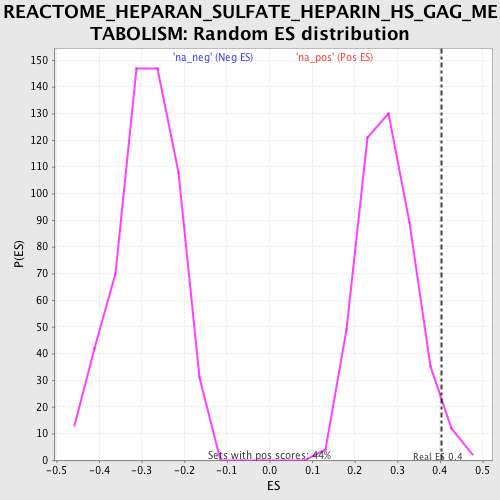 REACTOME_HEPARAN_SULFATE_HEPARIN_HS_GAG_ME
TABOLISM: Random ES distribution
'na_neg' (Neg ES) 'na_pos' (Pos ES)
150
140
130
120
110
100
90
80
70
60
50
40
30
20
10
0
P(ES)
Sets with pos scores: 44%
Real ES 0.4
-0.5 -0.4 -0.3 -0.2 -0.1 0.0 0.1 0.2 0.3 0.4 0.5
ES